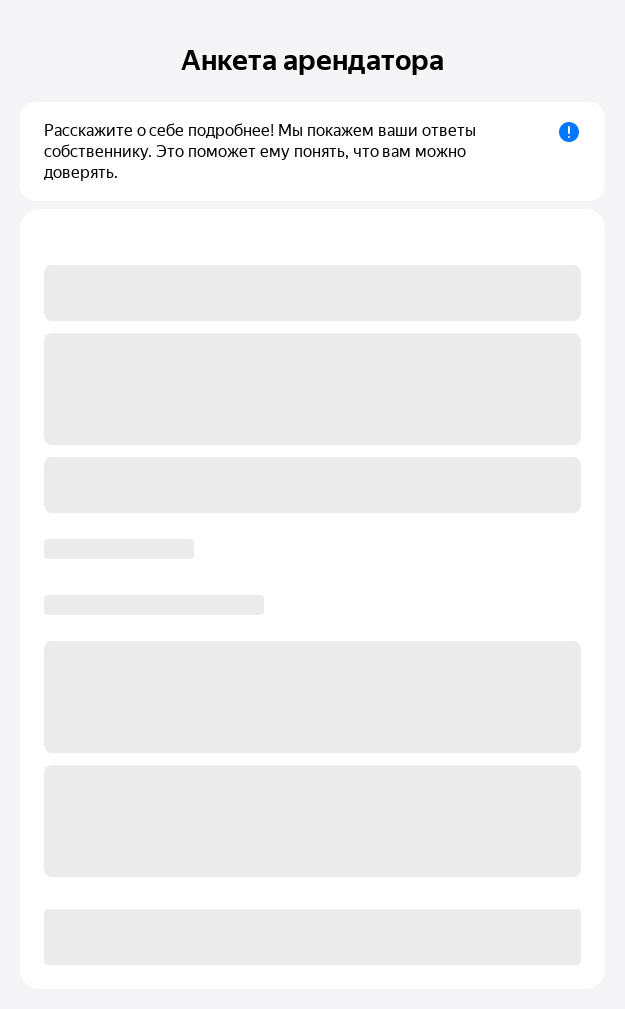 Анкета арендатора
Расскажите о себе подробнее! Мы покажем ваши ответы
собственнику. Это поможет ему понять, что вам можно
доверять.